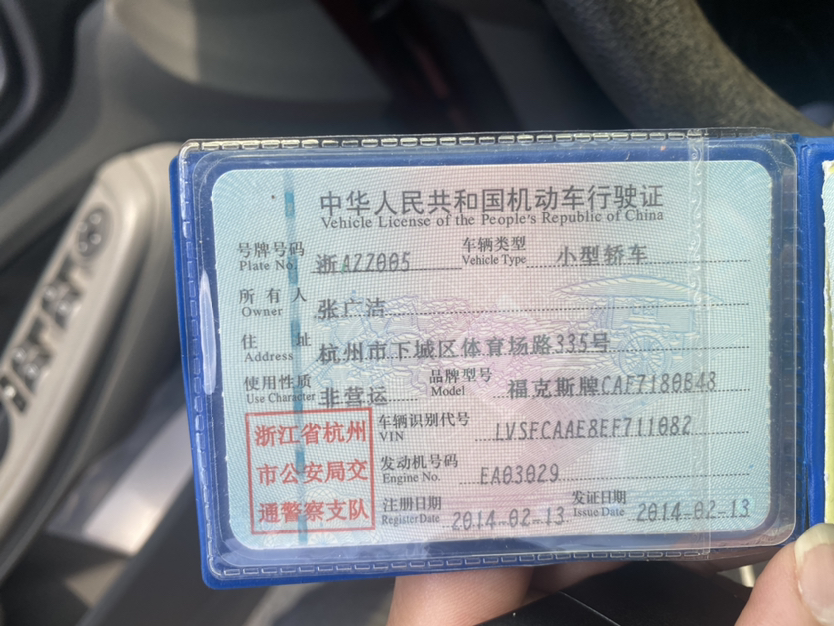 中华人民共和国机动车行驶证
Vehicle License of the People's Republic of China
号牌号码 浙AZZ005 车辆类型 小型轿车
Plate No. Vehicle Type
所有人 张广洁
Owner
住址 杭州市下城区体育场路335号
Address
使用性质 非营运 品牌型号 福克斯牌CAF7180B48
Use Character Model
浙江省杭州
市公安局交
通警察支队
车辆识别代号 LVSFCAAE8EF711082
VIN
发动机号码 EA03029
Engine No.
注册日期 2014-02-13 发证日期 2014-02-13
Register Date Issue Date